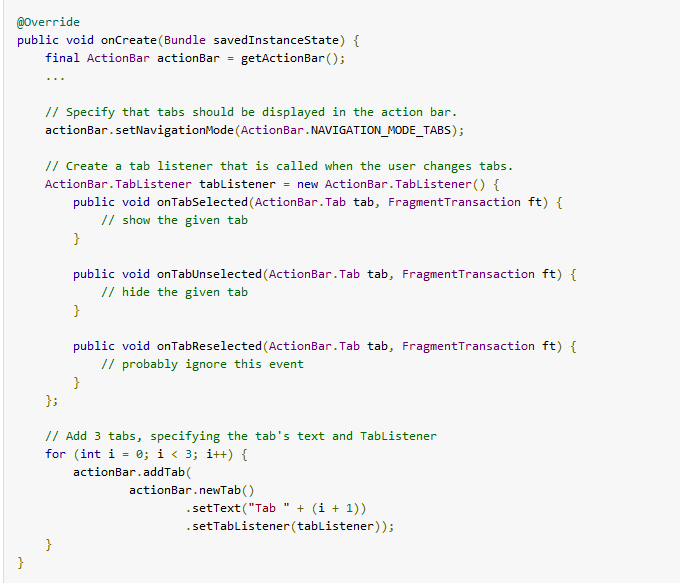 @Override
public void onCreate(Bundle savedInstanceState) {
    final ActionBar actionBar = getActionBar();
    ...

    // Specify that tabs should be displayed in the action bar.
    actionBar.setNavigationMode(ActionBar.NAVIGATION_MODE_TABS);

    // Create a tab listener that is called when the user changes tabs.
    ActionBar.TabListener tabListener = new ActionBar.TabListener() {
        public void onTabSelected(ActionBar.Tab tab, FragmentTransaction ft) {
            // show the given tab
        }

        public void onTabUnselected(ActionBar.Tab tab, FragmentTransaction ft) {
            // hide the given tab
        }

        public void onTabReselected(ActionBar.Tab tab, FragmentTransaction ft) {
            // probably ignore this event
        }
    };

    // Add 3 tabs, specifying the tab's text and TabListener
    for (int i = 0; i < 3; i++) {
        actionBar.addTab(
                actionBar.newTab()
                        .setText("Tab " + (i + 1))
                        .setTabListener(tabListener));
    }
}